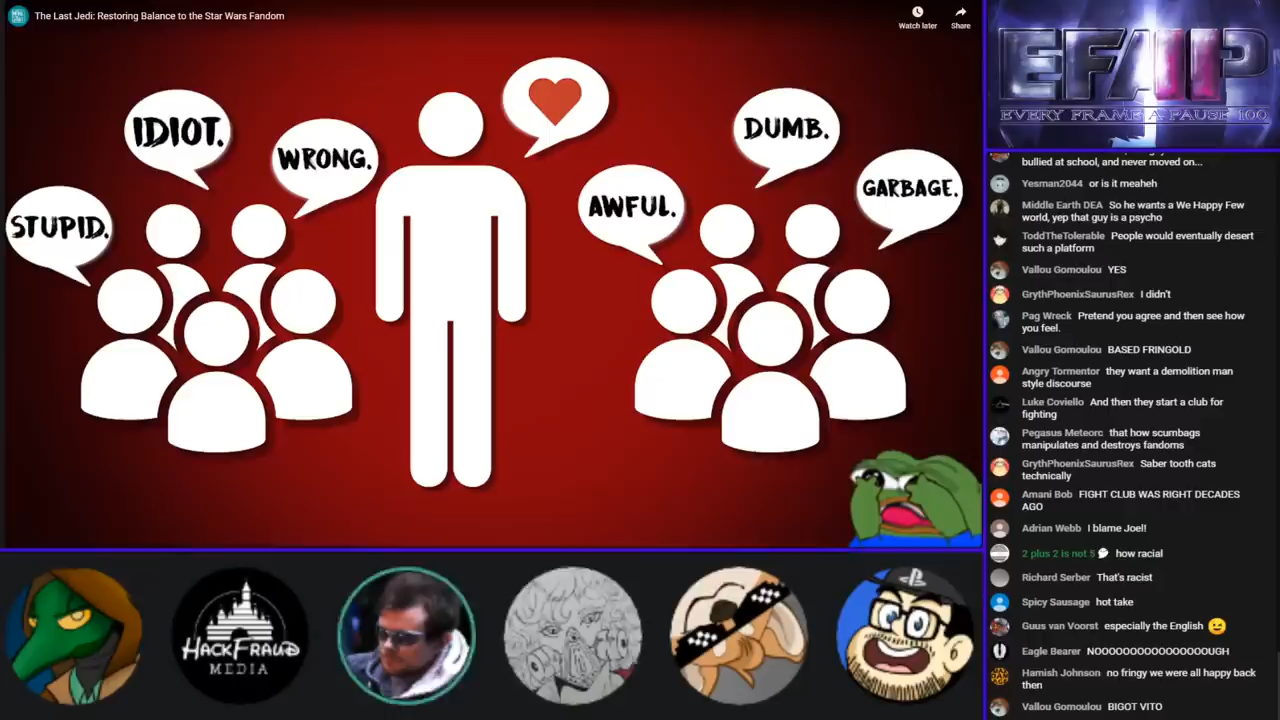 The Last Jedi: Restoring Balance to the Star Wars Fandom
Watch later
Share
IDIOT.
WRONG.
STUPID.
DUMB.
AWFUL.
GARBAGE.
HACKFRAUD
MEDIA
EFAP
EVERY FRAME A PAUSE 100
bullied at school, and never moved on...
Yesman2044 or is it meaheh
Middle Earth DEA So he wants a We Happy Few
world, yep that guy is a psycho
ToddTheTolerable People would eventually desert
such a platform
Vallou Gomoulou YES
GrythPhoenixSaurusRex I didn't
Pag Wreck Pretend you agree and then see how
you feel.
Vallou Gomoulou BASED FRINGOLD
Angry Tormentor they want a demolition man
style discourse
Luke Coviello And then they start a club for
fighting
Pegasus Meteorc that how scumbags
manipulates and destroys fandoms
GrythPhoenixSaurusRex Saber tooth cats
technically
Amani Bob FIGHT CLUB WAS RIGHT DECADES
AGO
Adrian Webb I blame Joel!
2 plus 2 is not 5 how racial
Richard Serber That's racist
Spicy Sausage hot take
Guus van Voorst especially the English 😉
Eagle Bearer NOOOOOOOOOOOOOOOOUGH
Hamish Johnson no fringy we were all happy back
then
Vallou Gomoulou BIGOT VITO